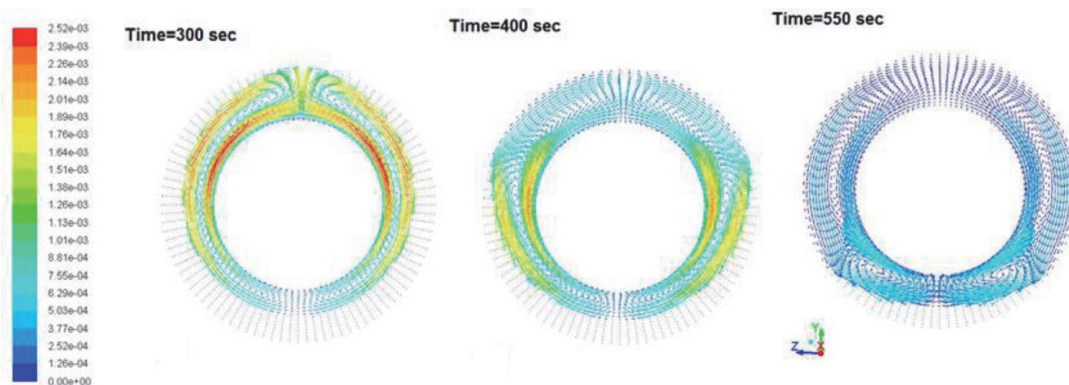 Time=300 sec
Time=400 sec
Time=550 sec
2.52e-03
2.39e-03
2.26e-03
2.14e-03
2.01e-03
1.89e-03
1.76e-03
1.64e-03
1.51e-03
1.38e-03
1.26e-03
1.13e-03
1.01e-03
8.81e-04
7.55e-04
6.29e-04
5.03e-04
3.77e-04
2.52e-04
1.26e-04
0.00e+00
Y
Z
X